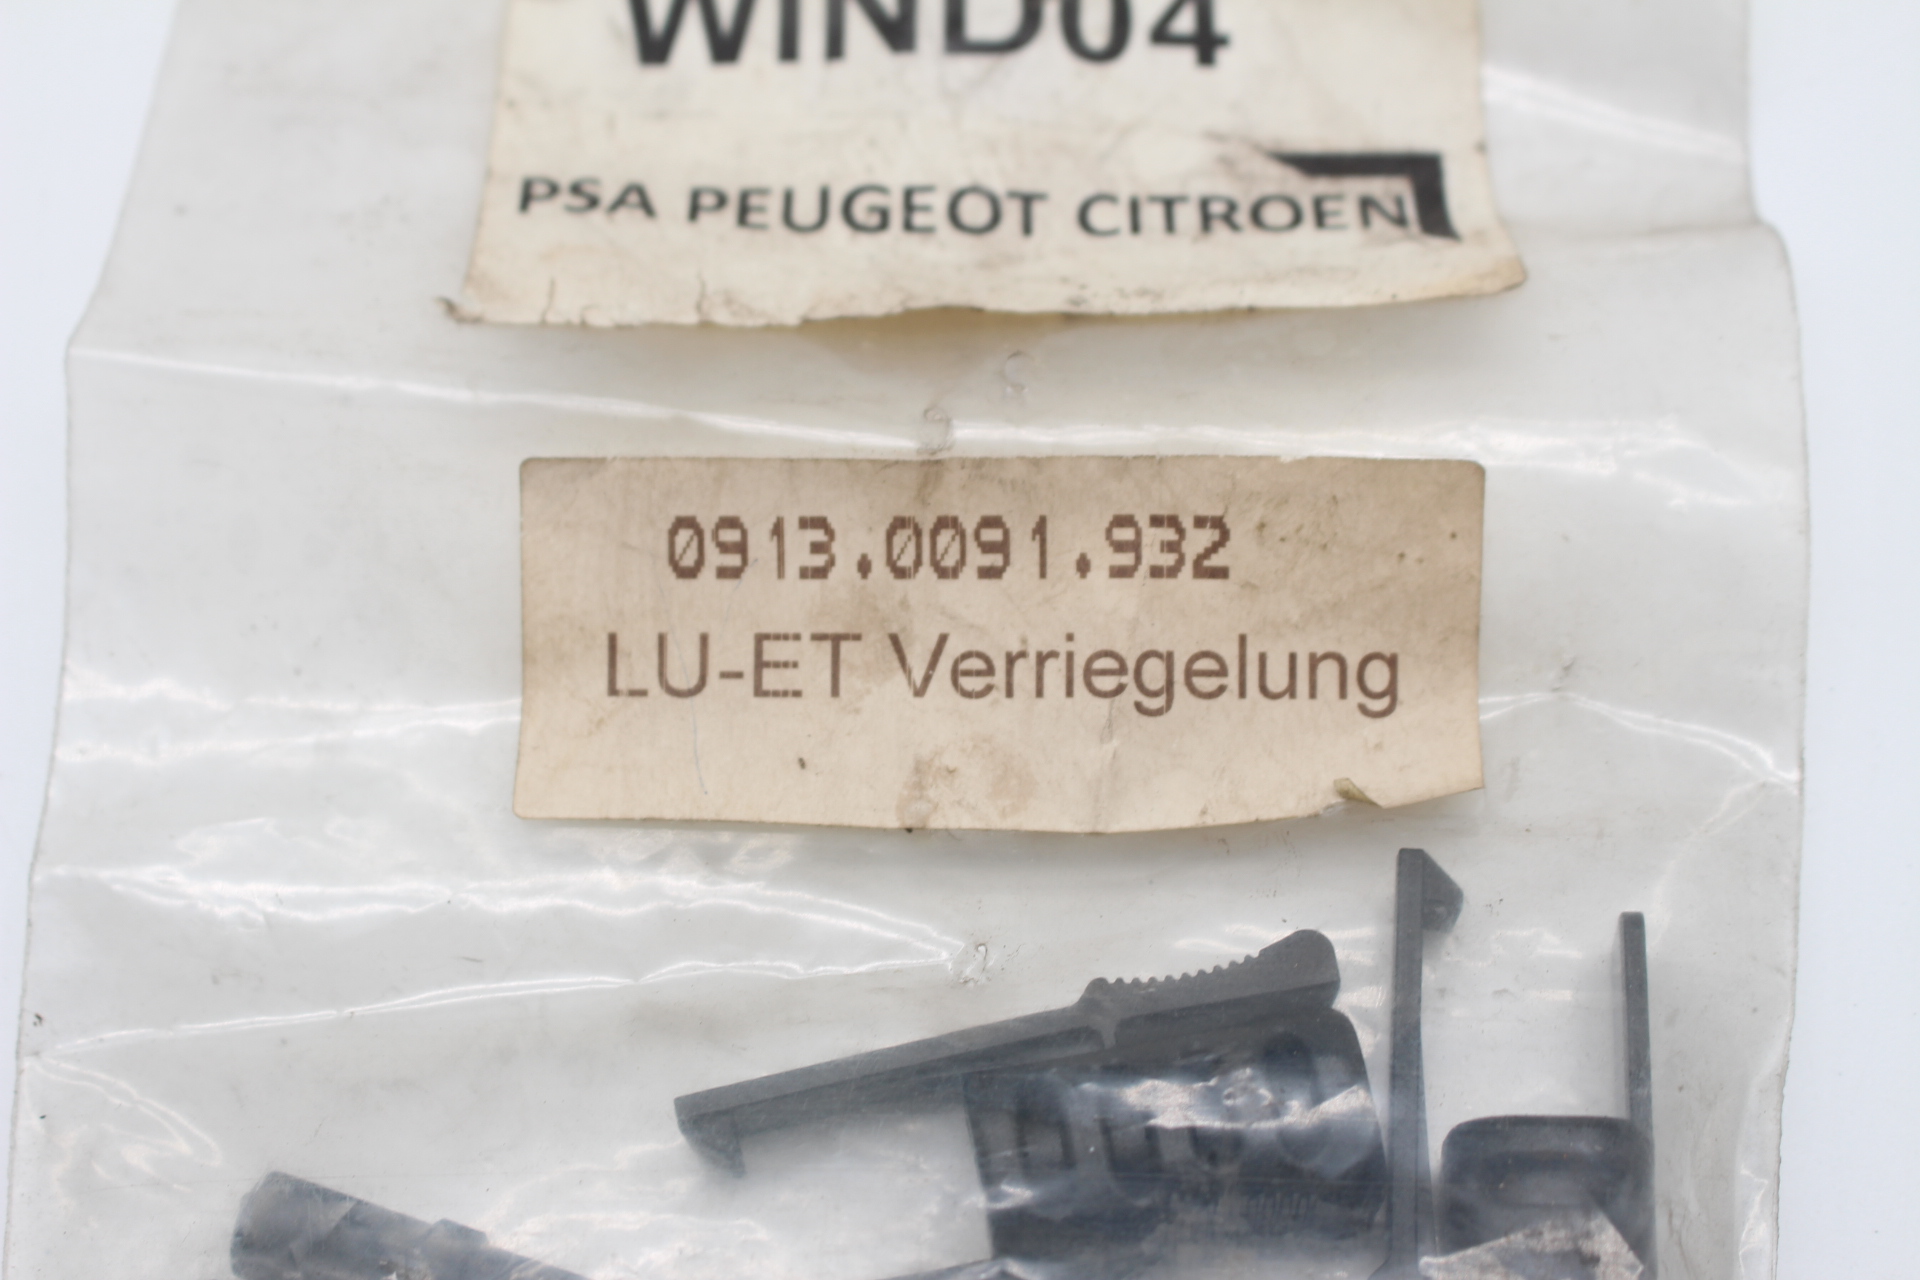 WIND04
PSA PEUGEOT CITROEN
0913.0091.932
LU-ET Verriegelung